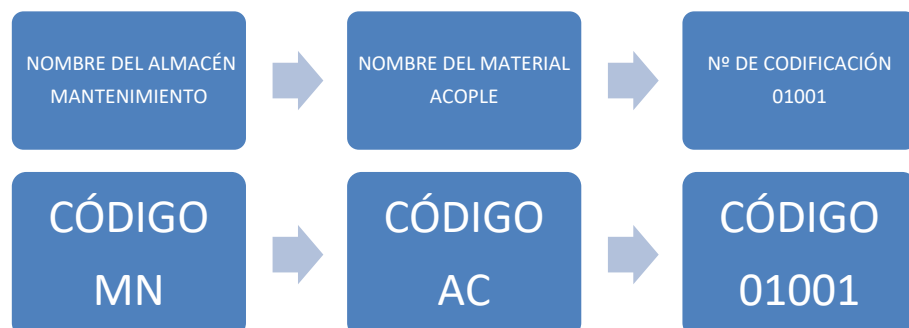 NOMBRE DEL ALMACÉN
MANTENIMIENTO
NOMBRE DEL MATERIAL
ACOPLE
Nº DE CODIFICACIÓN
01001
CÓDIGO
MN
CÓDIGO
AC
CÓDIGO
01001